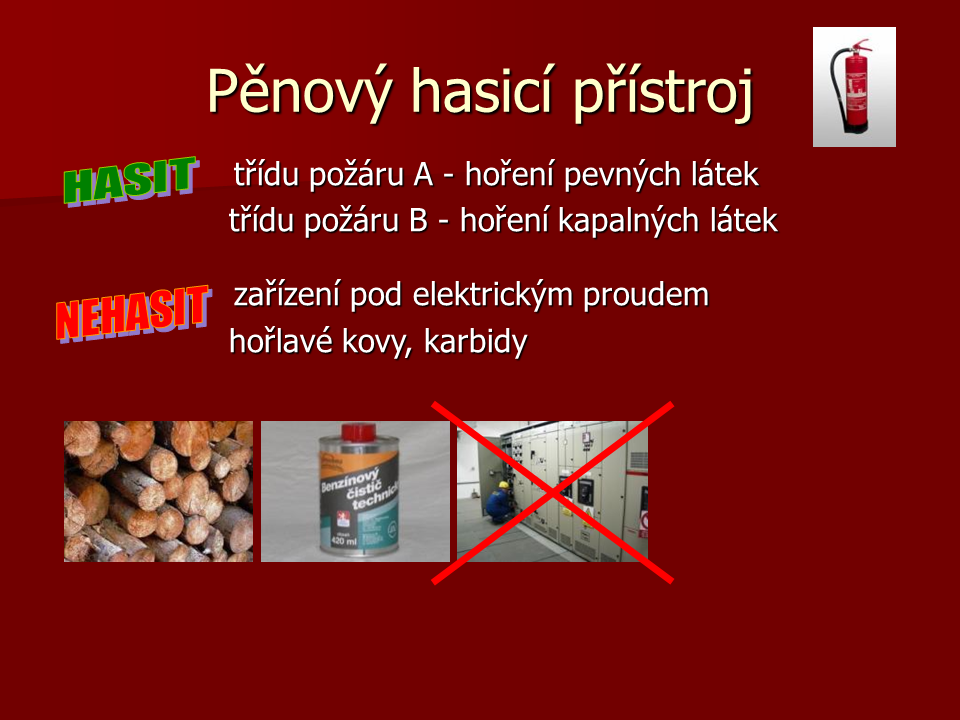 Pěnový hasicí přístroj
HASIT
třídu požáru A - hoření pevných látek
třídu požáru B - hoření kapalných látek
NEHASIT
zařízení pod elektrickým proudem
hořlavé kovy, karbidy
Benzínový
čistič
technický
420 ml